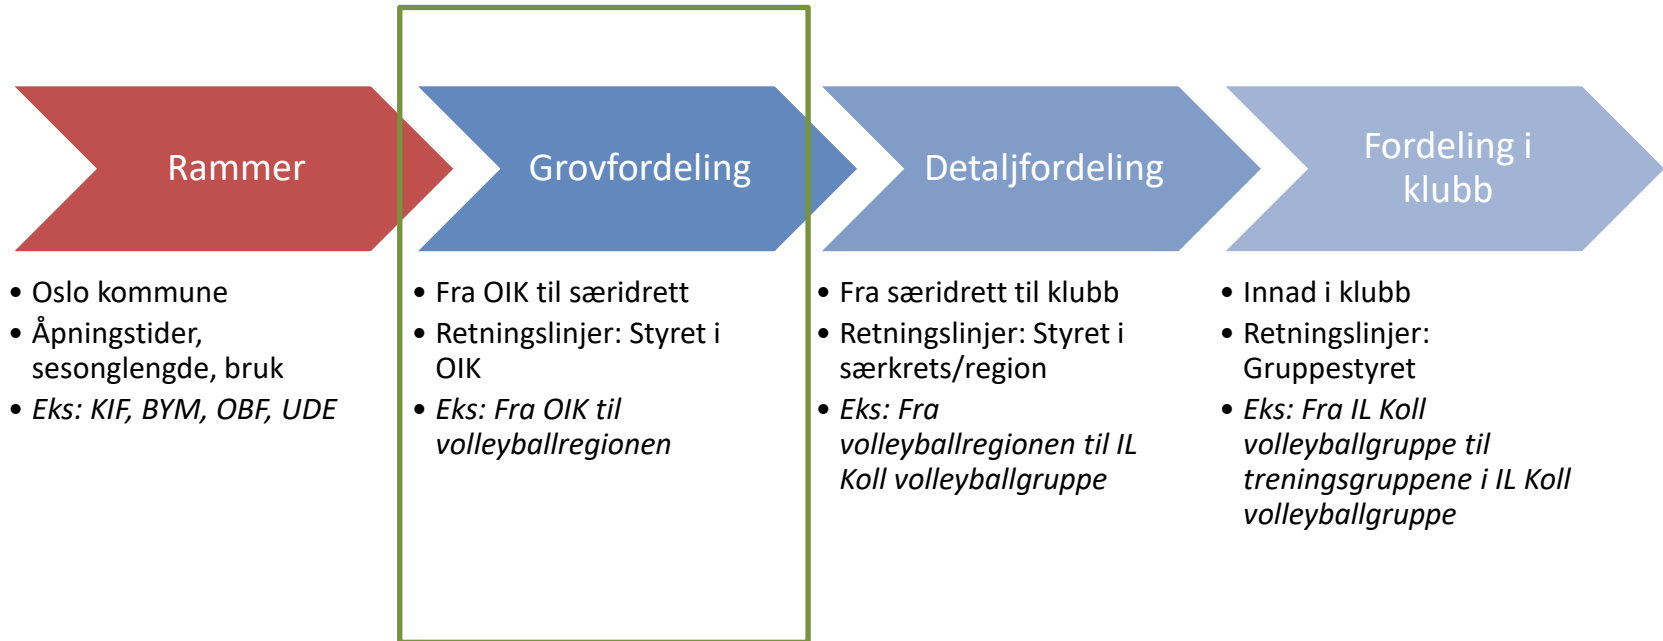 Rammer
• Oslo kommune
• Åpningstider,
sesonglengde, bruk
• Eks: KIF, BYM, OBF, UDE
Grovfordeling
• Fra OIK til særidrett
• Retningslinjer: Styret i
OIK
• Eks: Fra OIK til
volleyballregionen
Detaljfordeling
• Fra særidrett til klubb
• Retningslinjer: Styret i
særkrets/region
• Eks: Fra
volleyballregionen til IL
Koll volleyballgruppe
Fordeling i
klubb
• Innad i klubb
• Retningslinjer:
Gruppestyret
• Eks: Fra IL Koll
volleyballgruppe til
treningsgruppene i IL Koll
volleyballgruppe